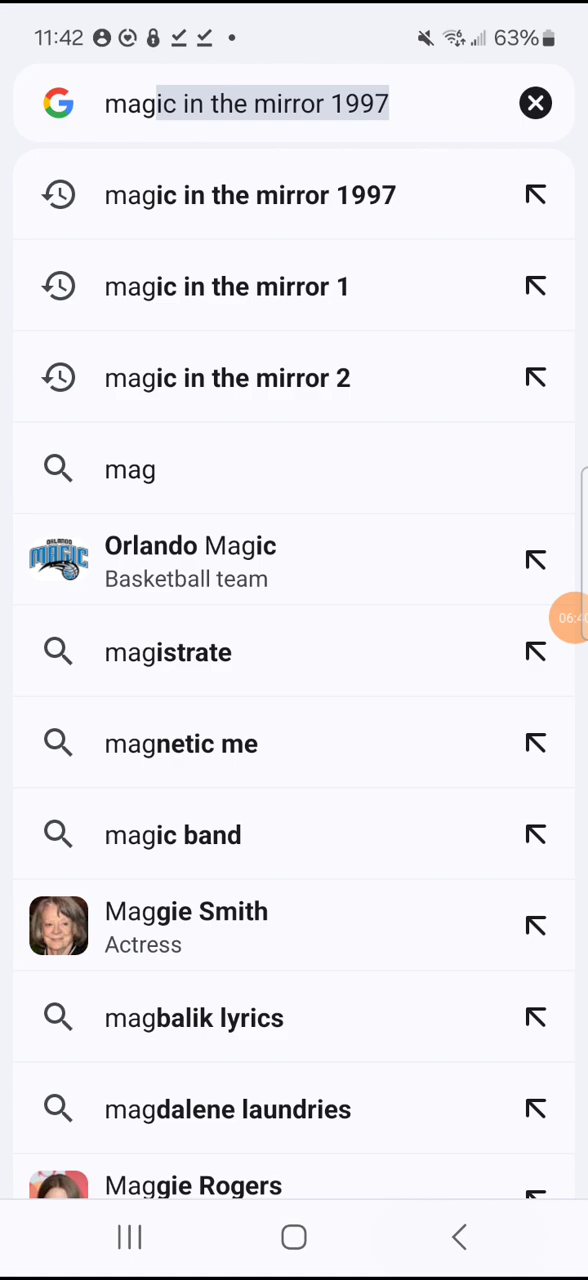 11:42
63%
magic in the mirror 1997
magic in the mirror 1997
magic in the mirror 1
magic in the mirror 2
mag
ORLANDO
MAGIC
Orlando Magic
Basketball team
magistrate
magnetic me
magic band
Maggie Smith
Actress
magbalik lyrics
magdalene laundries
Maggie Rogers